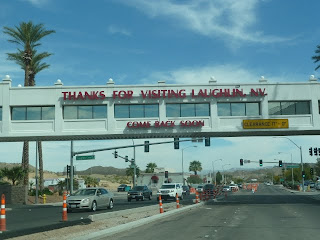 THANKS FOR VISITING LAUGHLIN, NV.
COME BACK SOON